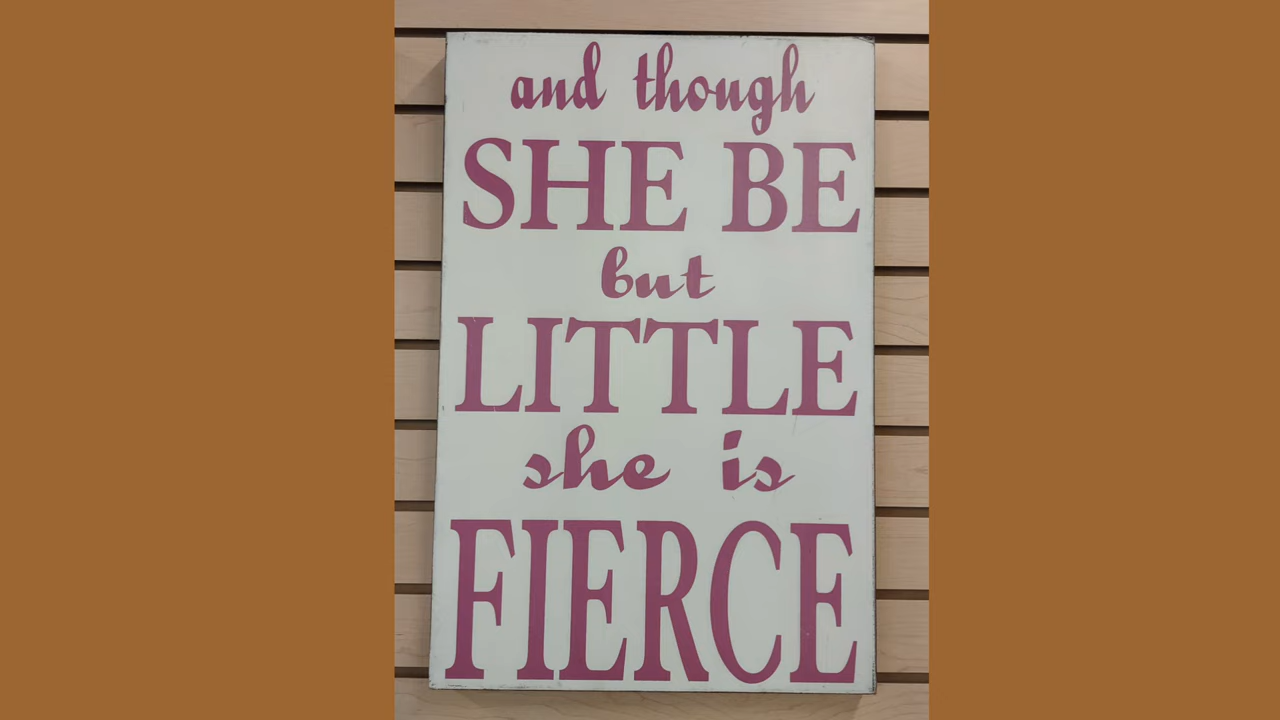 and though
SHE BE
but
LITTLE
she is
FIERCE